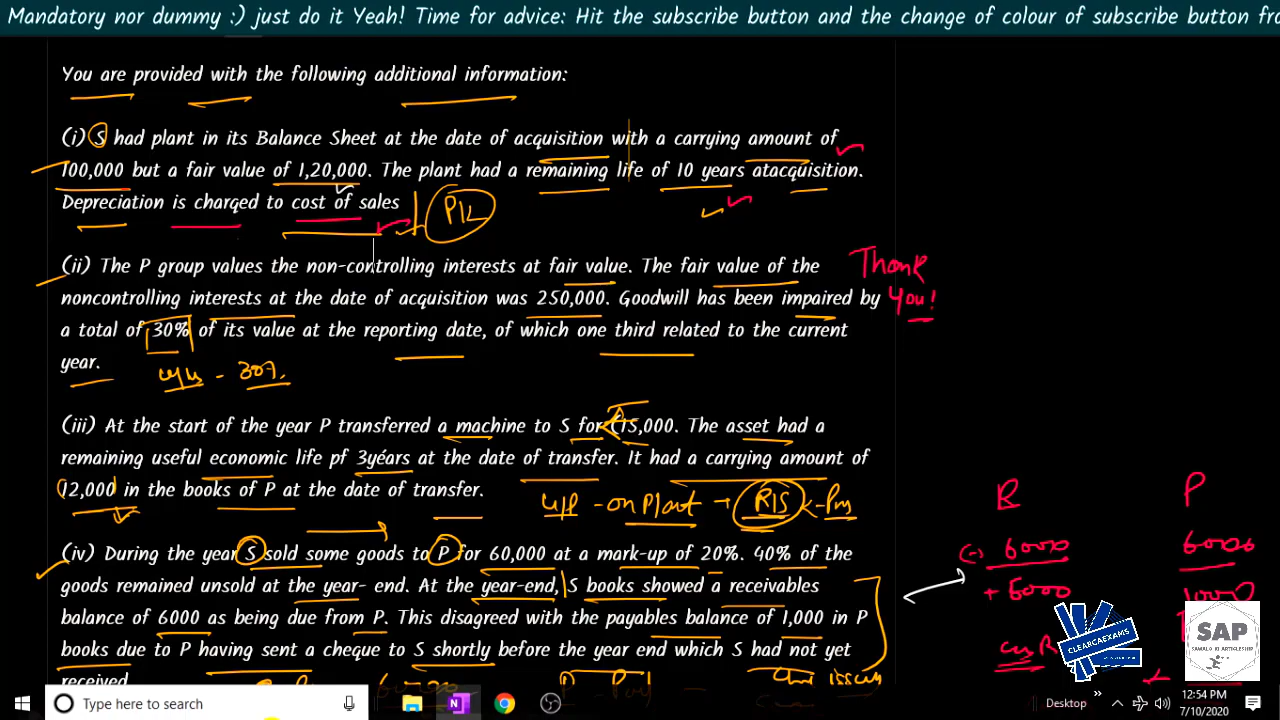 Mandatory nor dummy :) just do it Yeah! Time for advice: Hit the subscribe button and the change of colour of subscribe button fro
You are provided with the following additional information:
(i) S had plant in its Balance Sheet at the date of acquisition with a carrying amount of
100,000 but a fair value of 1,20,000. The plant had a remaining life of 10 years atacquisition.
Depreciation is charged to cost of sales
P/L
(ii) The P group values the non-controlling interests at fair value. The fair value of the
noncontrolling interests at the date of acquisition was 250,000. Goodwill has been impaired by
a total of 30% of its value at the reporting date, of which one third related to the current
year.
Thank
You!
- 30%
(iii) At the start of the year P transferred a machine to S for 15,000. The asset had a
remaining useful economic life pf 3years at the date of transfer. It had a carrying amount of
12,000 in the books of P at the date of transfer.
u/p - on Plant → R/S
(iv) During the year S sold some goods to P for 60,000 at a mark-up of 20%. 40% of the
goods remained unsold at the year- end. At the year-end, S books showed a receivables
balance of 6000 as being due from P. This disagreed with the payables balance of 1,000 in P
books due to P having sent a cheque to S shortly before the year end which S had not yet
received
P
(-) 6000
6000
+ 6000
1000
CLEARCAEXAMS
SAP
SAWALO KI ARTICLESHIP
Type here to search
Desktop
12:54 PM
7/10/2020